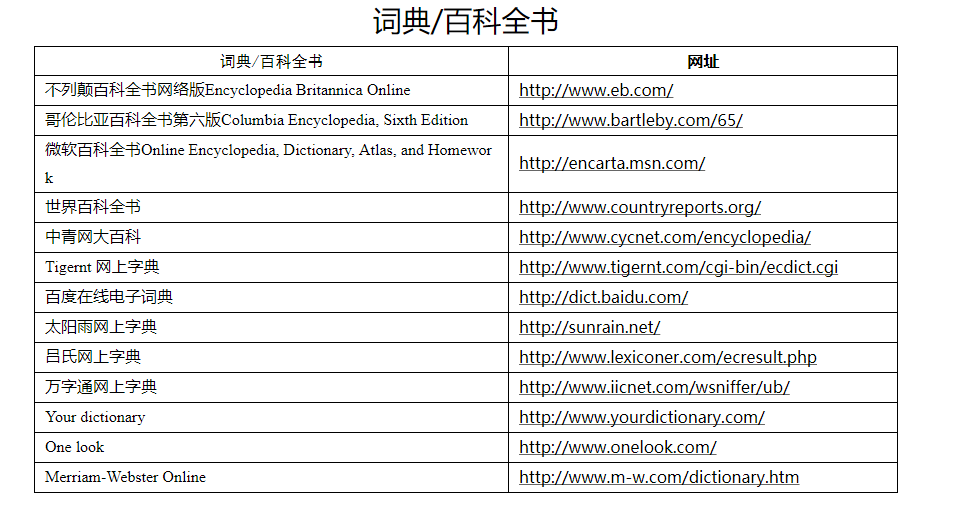 词典/百科全书
词典/百科全书 网址
不列颠百科全书网络版Encyclopedia Britannica Online http://www.eb.com/
哥伦比亚百科全书第六版Columbia Encyclopedia, Sixth Edition http://www.bartleby.com/65/
微软百科全书Online Encyclopedia, Dictionary, Atlas, and Homewor
k
http://encarta.msn.com/
世界百科全书 http://www.countryreports.org/
中青网大百科 http://www.cycnet.com/encyclopedia/
Tigernt 网上字典 http://www.tigernt.com/cgi-bin/ecdict.cgi
百度在线电子词典 http://dict.baidu.com/
太阳雨网上字典 http://sunrain.net/
吕氏网上字典 http://www.lexiconer.com/ecresult.php
万字通网上字典 http://www.iicnet.com/wsniffer/ub/
Your dictionary http://www.yourdictionary.com/
One look http://www.onelook.com/
Merriam-Webster Online http://www.m-w.com/dictionary.htm